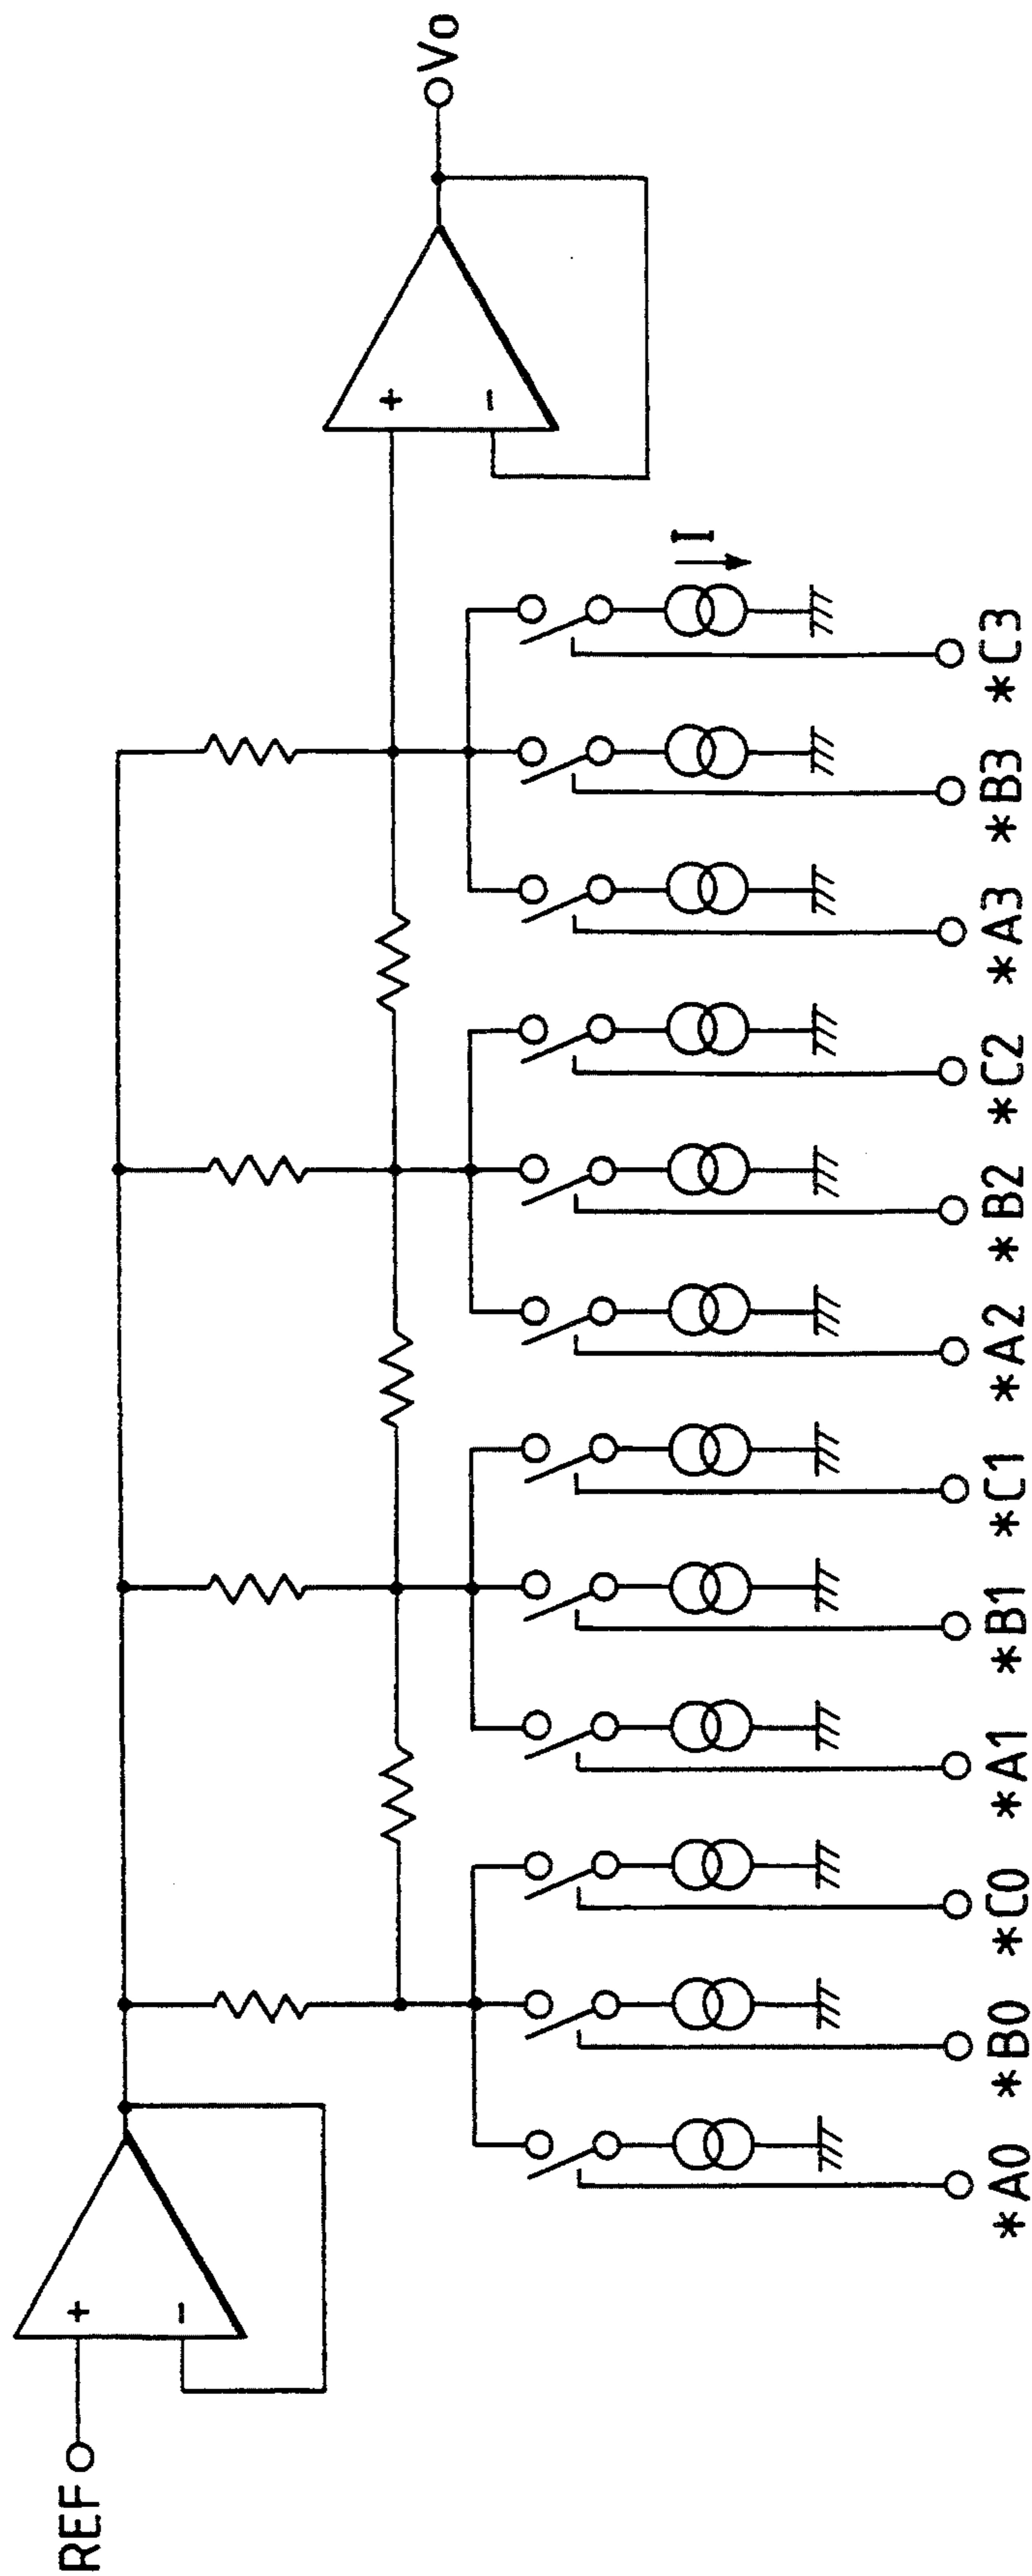 REF
+
-
+
-
Vo
I
*A0
*B0
*C0
*A1
*B1
*C1
*A2
*B2
*C2
*A3
*B3
*C3